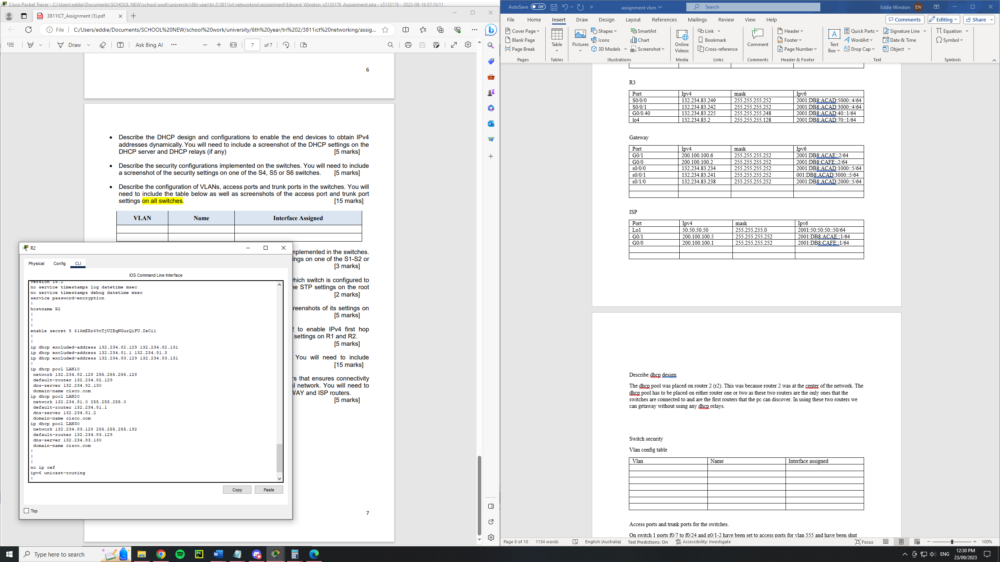 Cisco Packet Tracer - C:\Users\eddie\Documents\SCHOOL NEW\school work\university\6th year\tri 2\3811ict networking\assignment\Edward_Winston_s5133176_Assignment.pka - s5133176 - 2023-08-16 07:10:11
3811ICT_Assignment (1).pdf
File
C:/Users/eddie/Documents/SCHOOL%20NEW/school%20work/university/6th%20year/tri%202/3811ict%20networking/assig...
Draw
Ask Bing AI
7
of 7
6
• Describe the DHCP design and configurations to enable the end devices to obtain IPv4
addresses dynamically. You will need to include a screenshot of the DHCP settings on the
DHCP server and DHCP relays (if any) [5 marks]
• Describe the security configurations implemented on the switches. You will need to include
a screenshot of the security settings on one of the S4, S5 or S6 switches. [5 marks]
• Describe the configuration of VLANs, access ports and trunk ports in the switches. You will
need to include the table below as well as screenshots of the access port and trunk port
settings on all switches. [15 marks]
VLAN Name Interface Assigned
mplemented in the switches.
ings on one of the S1-S2 or
[3 marks]
hich switch is configured to
he STP settings on the root
[2 marks]
reenshots of its settings on
[5 marks]
2 to enable IPv4 first hop
settings on R1 and R2.
[5 marks]
You will need to include
[15 marks]
rs that ensures connectivity
al network. You will need to
WAY and ISP routers.
[5 marks]
7
R2
Physical Config CLI
IOS Command Line Interface
version 15.1
no service timestamps log datetime msec
no service timestamps debug datetime msec
service password-encryption
!
hostname R2
!
!
!
enable secret 5 $1$mERr$9cTjUIEqNGurQiFU.ZeCi1
!
!
ip dhcp excluded-address 132.234.82.129 132.234.82.131
ip dhcp excluded-address 132.234.81.1 132.234.81.3
ip dhcp excluded-address 132.234.83.129 132.234.83.131
!
ip dhcp pool LAN10
network 132.234.82.128 255.255.255.128
default-router 132.234.82.129
dns-server 132.234.82.130
domain-name cisco.com
ip dhcp pool LAN20
network 132.234.81.0 255.255.255.0
default-router 132.234.81.1
dns-server 132.234.81.2
domain-name cisco.com
ip dhcp pool LAN30
network 132.234.83.128 255.255.255.192
default-router 132.234.83.129
dns-server 132.234.83.130
domain-name cisco.com
!
!
!
no ip cef
ipv6 unicast-routing
!
Copy Paste
Top
AutoSave Off
assignment vlsm
Search
Eddie Winston EW
File Home Insert Draw Design Layout References Mailings Review View Help
Comments Editing Share
Cover Page
Blank Page
Page Break
Pages
Table
Tables
Pictures
Shapes
Icons
3D Models
SmartArt
Chart
Screenshot
Illustrations
Online
Videos
Media
Link
Bookmark
Cross-reference
Links
Comment
Comments
Header
Footer
Page Number
Header & Footer
Text
Box
Quick Parts
WordArt
Drop Cap
Signature Line
Date & Time
Object
Text
Equation
Symbol
Symbols
R3
Port Ipv4 mask Ipv6
S0/0/0 132.234.83.249 255.255.255.252 2001:DB8:ACAD:5000::4/64
S0/0/1 132.234.83.242 255.255.255.252 2001:DB8:ACAD:3000::4/64
G0/0.40 132.234.83.225 255.255.255.248 2001:DB8:ACAD:40::1/64
lo4 132.234.83.2 255.255.255.128 2001:DB8:ACAD:70::1/64
Gateway
Port Ipv4 mask Ipv6
G0/1 200.100.100.6 255.255.255.252 2001:DB8:ACAE::2/64
G0/0 200.100.100.2 255.255.255.252 2001:DB8:CAFE::2/64
s0/0/0 132.234.83.234 255.255.255.252 2001:DB8:ACAD:1000::5/64
s0/0/1 132.234.83.241 255.255.255.252 001:DB8:ACAD:3000::5/64
s0/1/0 132.234.83.238 255.255.255.252 2001:DB8:ACAD:2000::5/64
ISP
Port Ipv4 mask Ipv6
Lo1 50.50.50.50 255.255.255.0 2001:50:50:50::50/64
G0/1 200.100.100.5 255.255.255.252 2001:DB8:ACAE::1/64
G0/0 200.100.100.1 255.255.255.252 2001:DB8:CAFE::1/64
Describe dhcp design
The dhcp pool was placed on router 2 (r2). This was because router 2 was at the center of the network. The
dhcp pool has to be placed on either router one or two as these two routers are the only ones that the
switches are connected to and are the first routers that the pc can discover. In using these two routers we
can getaway without using any dhcp relays.
Switch security
Vlan config table
Vlan Name Interface assigned
Access ports and trunk ports for the switches.
On switch 1 ports f0/7 to f0/24 and g0/1-2 have been set to access ports for vlan 555 and have been shut
Page 8 of 10 1134 words English (Australia) Text Predictions: On Accessibility: Investigate Focus 100%
Type here to search
ENG
12:30 PM
23/09/2023